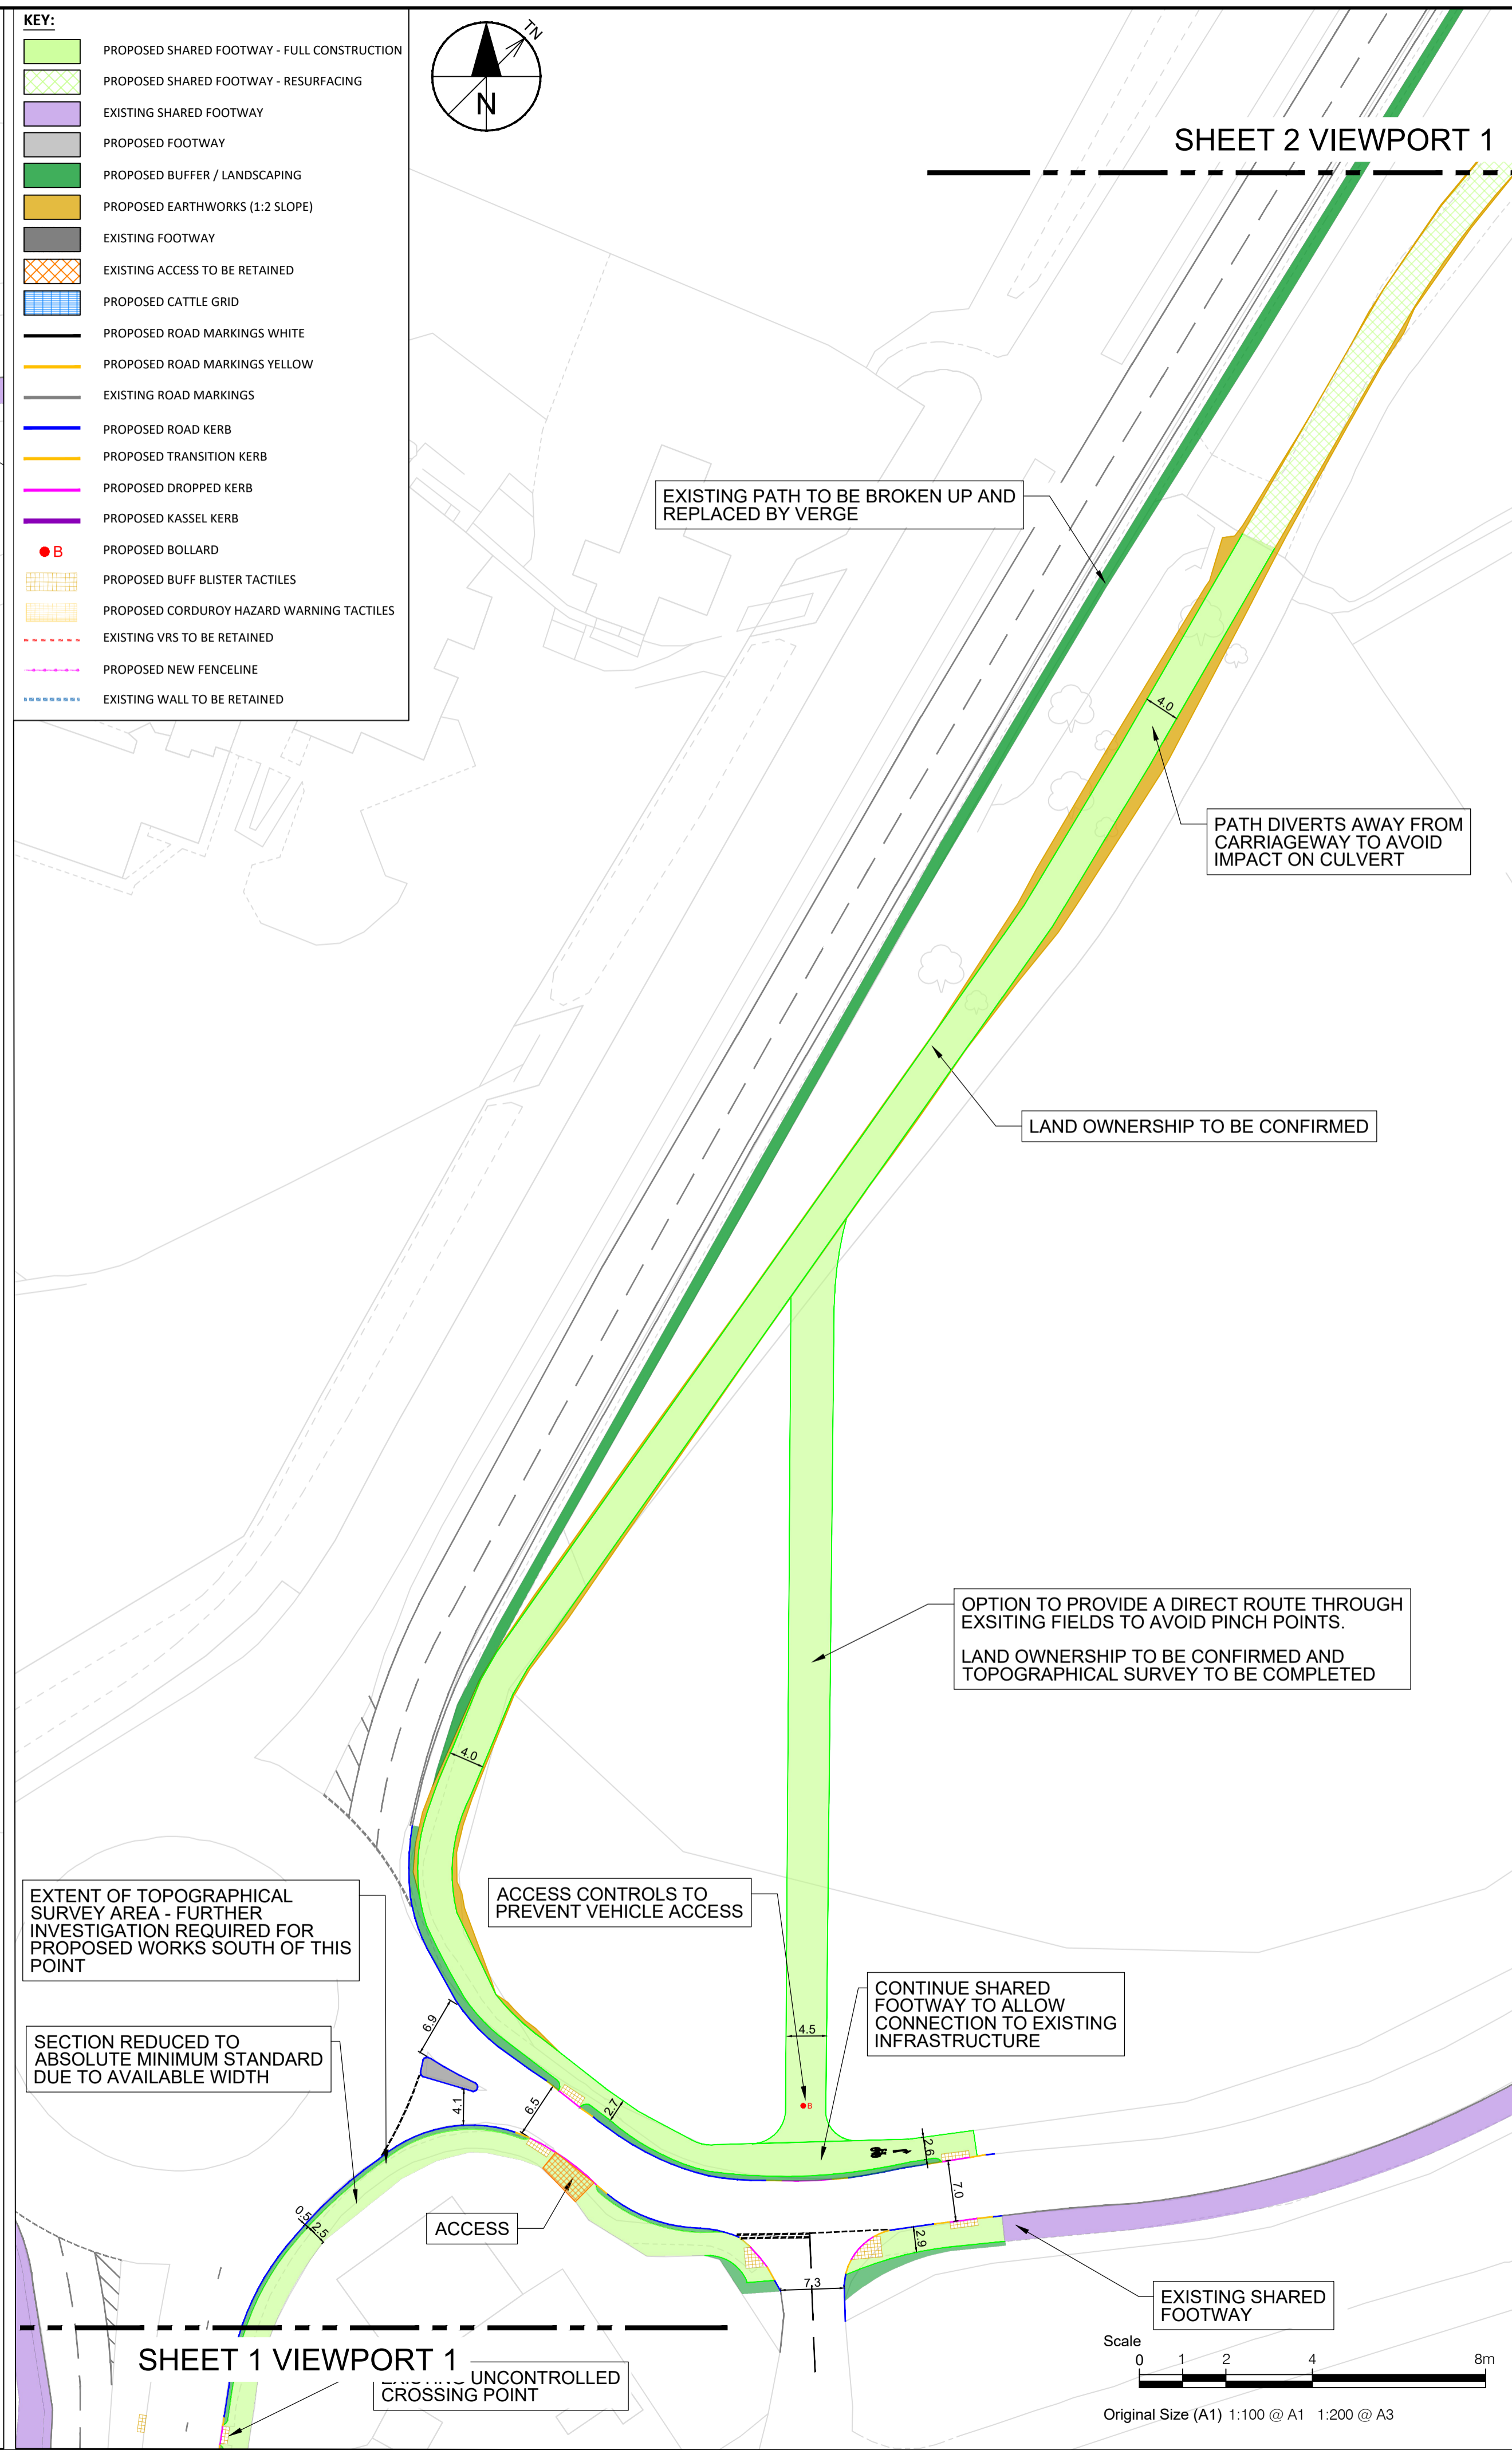 KEY:
PROPOSED SHARED FOOTWAY - FULL CONSTRUCTION
PROPOSED SHARED FOOTWAY - RESURFACING
EXISTING SHARED FOOTWAY
PROPOSED FOOTWAY
PROPOSED BUFFER / LANDSCAPING
PROPOSED EARTHWORKS (1:2 SLOPE)
EXISTING FOOTWAY
EXISTING ACCESS TO BE RETAINED
PROPOSED CATTLE GRID
PROPOSED ROAD MARKINGS WHITE
PROPOSED ROAD MARKINGS YELLOW
EXISTING ROAD MARKINGS
PROPOSED ROAD KERB
PROPOSED TRANSITION KERB
PROPOSED DROPPED KERB
PROPOSED KASSEL KERB
B
PROPOSED BOLLARD
PROPOSED BUFF BLISTER TACTILES
PROPOSED CORDUROY HAZARD WARNING TACTILES
EXISTING VRS TO BE RETAINED
PROPOSED NEW FENCELINE
EXISTING WALL TO BE RETAINED
TN
N
SHEET 2 VIEWPORT 1
EXISTING PATH TO BE BROKEN UP AND
REPLACED BY VERGE
4.0
PATH DIVERTS AWAY FROM
CARRIAGEWAY TO AVOID
IMPACT ON CULVERT
LAND OWNERSHIP TO BE CONFIRMED
OPTION TO PROVIDE A DIRECT ROUTE THROUGH
EXSITING FIELDS TO AVOID PINCH POINTS.
LAND OWNERSHIP TO BE CONFIRMED AND
TOPOGRAPHICAL SURVEY TO BE COMPLETED
4.0
EXTENT OF TOPOGRAPHICAL
SURVEY AREA - FURTHER
INVESTIGATION REQUIRED FOR
PROPOSED WORKS SOUTH OF THIS
POINT
ACCESS CONTROLS TO
PREVENT VEHICLE ACCESS
CONTINUE SHARED
FOOTWAY TO ALLOW
CONNECTION TO EXISTING
INFRASTRUCTURE
SECTION REDUCED TO
ABSOLUTE MINIMUM STANDARD
DUE TO AVAILABLE WIDTH
6.9
4.5
B
4.1
6.5
2.7
2.6
7.0
0.5
2.5
ACCESS
2.9
7.3
EXISTING SHARED
FOOTWAY
SHEET 1 VIEWPORT 1
EXISTING UNCONTROLLED
CROSSING POINT
Scale
0 1 2 4 8m
Original Size (A1) 1:100 @ A1 1:200 @ A3